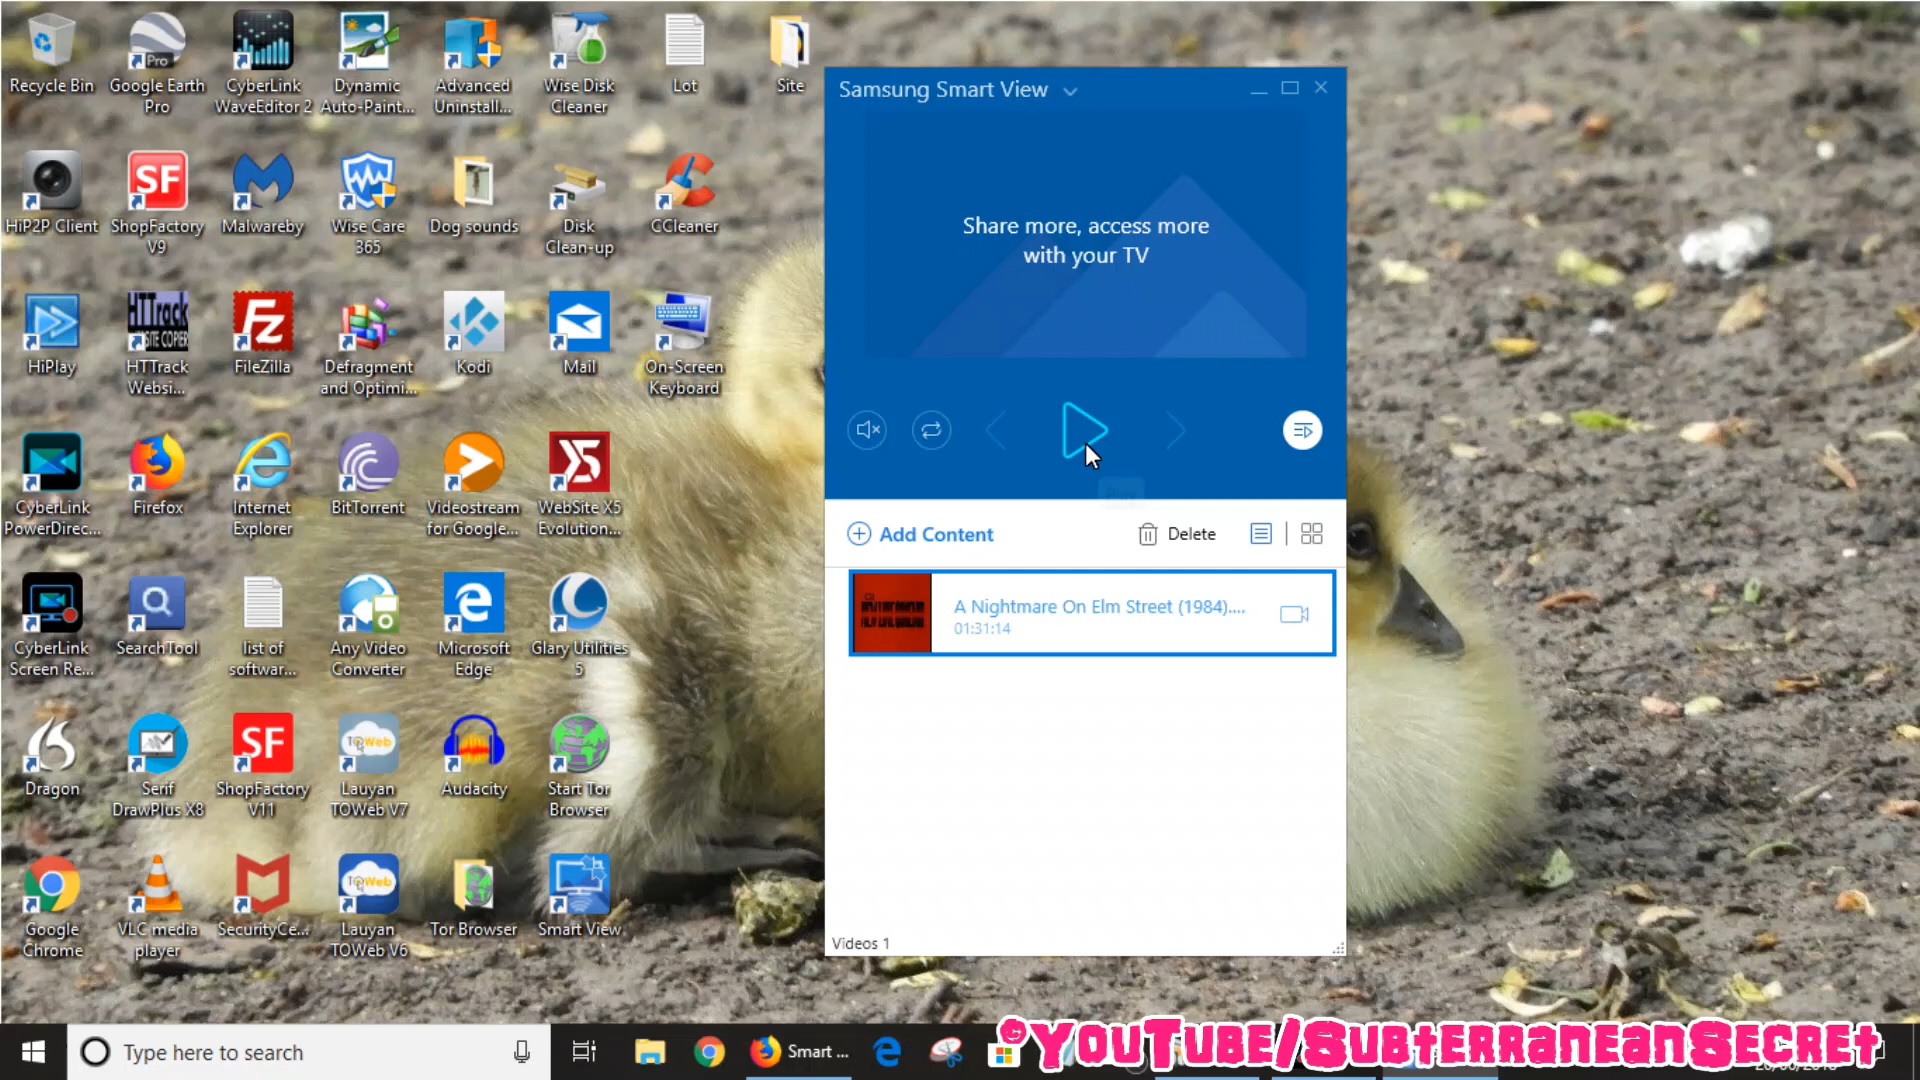 Recycle Bin
Google Earth
Pro
CyberLink
WaveEditor 2
Dynamic
Auto-Paint...
Advanced
Uninstall...
Wise Disk
Cleaner
Lot
Site
HiP2P Client
ShopFactory
V9
Malwareby
Wise Care
365
Dog sounds
Disk
Clean-up
CCleaner
HiPlay
HTTrack
Websi...
FileZilla
Defragment
and Optimi...
Kodi
Mail
On-Screen
Keyboard
CyberLink
PowerDirec...
Firefox
Internet
Explorer
BitTorrent
Videostream
for Google...
WebSite X5
Evolution...
CyberLink
Screen Re...
SearchTool
list of
softwar...
Any Video
Converter
Microsoft
Edge
Glary Utilities
5
Dragon
Serif
DrawPlus X8
ShopFactory
V11
Lauyan
TOWeb V7
Audacity
Start Tor
Browser
Google
Chrome
VLC media
player
SecurityCe...
Lauyan
TOWeb V6
Tor Browser
Smart View
Samsung Smart View
Share more, access more
with your TV
Add Content
Delete
A Nightmare On Elm Street (1984)....
01:31:14
Videos 1
Type here to search
Smart ...
©YouTube/SubterraneanSecret